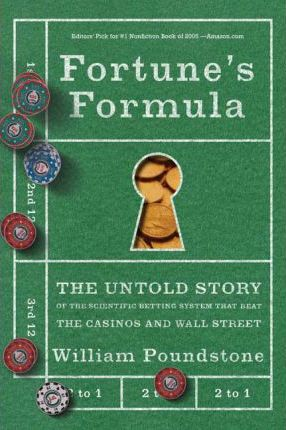 Editors' Pick for #1 Nonfiction Book of 2005 —Amazon.com
Fortune's
Formula
2nd 12
3rd 12
THE UNTOLD STORY
OF THE SCIENTIFIC BETTING SYSTEM THAT BEAT
THE CASINOS AND WALL STREET
William Poundstone
to 1
2 t
2 to 1